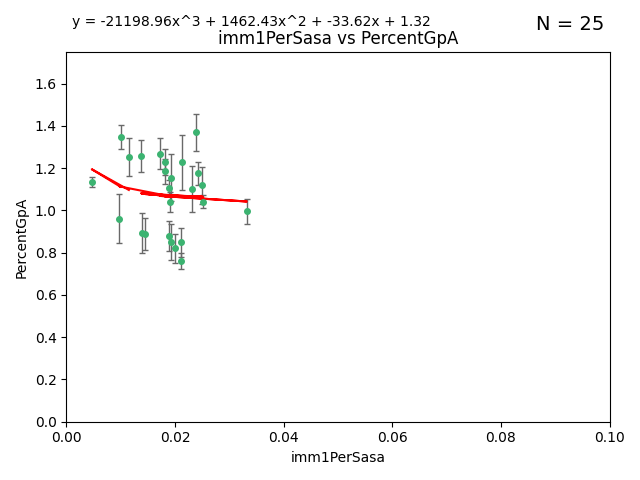 y = -21198.96x^3 + 1462.43x^2 + -33.62x + 1.32
N = 25
imm1PerSasa vs PercentGpA
PercentGpA
1.6
1.4
1.2
1.0
0.8
0.6
0.4
0.2
0.0
0.00 0.02 0.04 0.06 0.08 0.10
imm1PerSasa